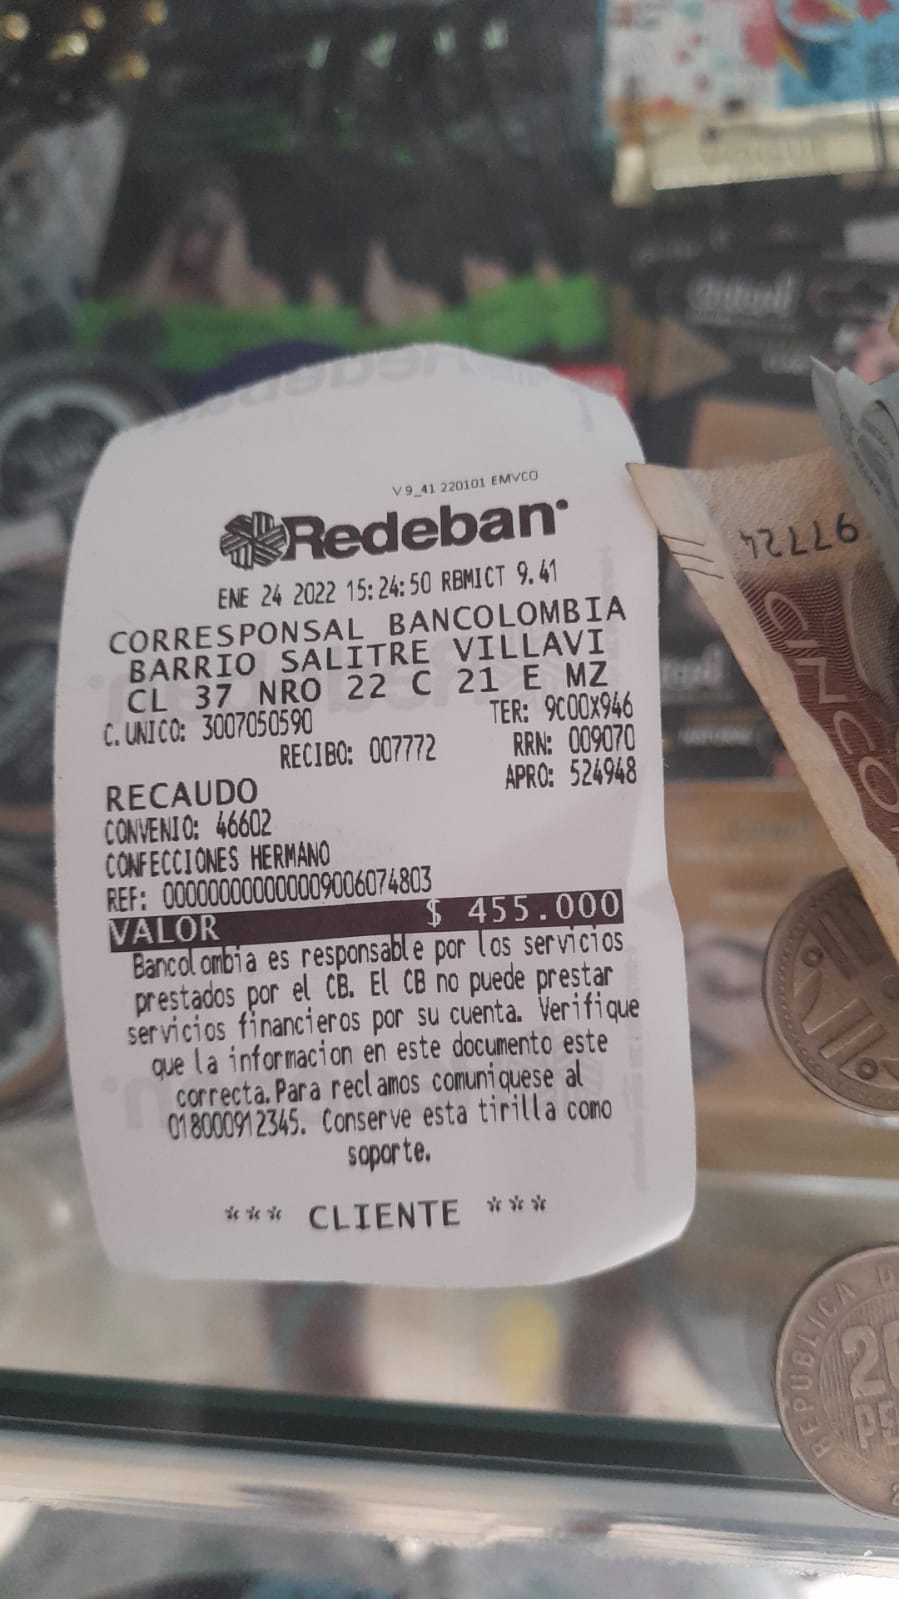 V9_41 220101 EMVCO
Redeban
ENE 24 2022 15:24:50 RBMICT 9.41
CORRESPONSAL BANCOLOMBIA
BARRIO SALITRE VILLAVI
CL 37 NRO 22 C 21 E MZ
C. UNICO: 3007050590 TER: 9C00X946
RECIBO: 007772 RRN: 009070
RECAUDO APRO: 524948
CONVENIO: 46602
CONFECCIONES HERMANO
REF: 000000000000009006074803
VALOR $ 455.000
Bancolombia es responsable por los servicios
prestados por el CB. El CB no puede prestar
servicios financieros por su cuenta. Verifique
que la informacion en este documento este
correcta. Para reclamos comuniquese al
018000912345. Conserve esta tirilla como
soporte.
*** CLIENTE ***
97724
CINCO
REPUBLICA D